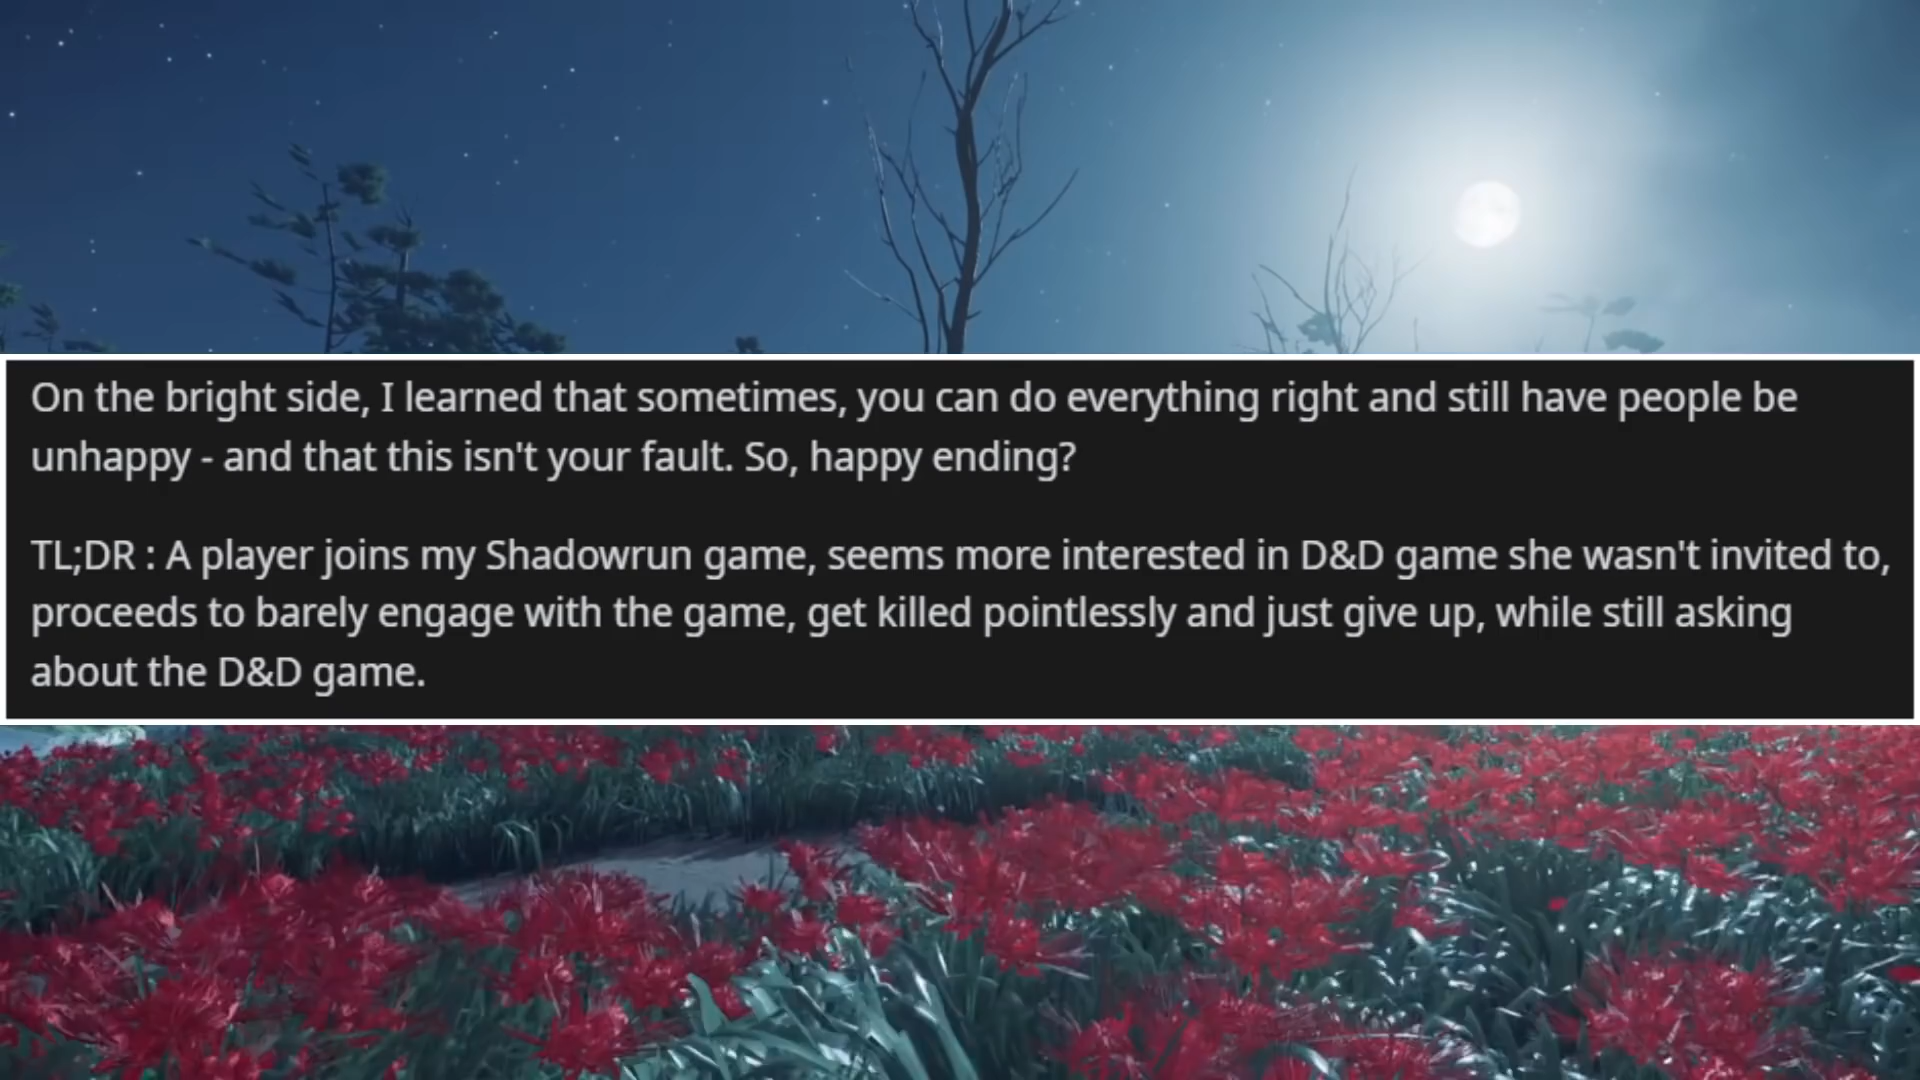 On the bright side, I learned that sometimes, you can do everything right and still have people be
unhappy - and that this isn't your fault. So, happy ending?
TL;DR : A player joins my Shadowrun game, seems more interested in D&D game she wasn't invited to,
proceeds to barely engage with the game, get killed pointlessly and just give up, while still asking
about the D&D game.